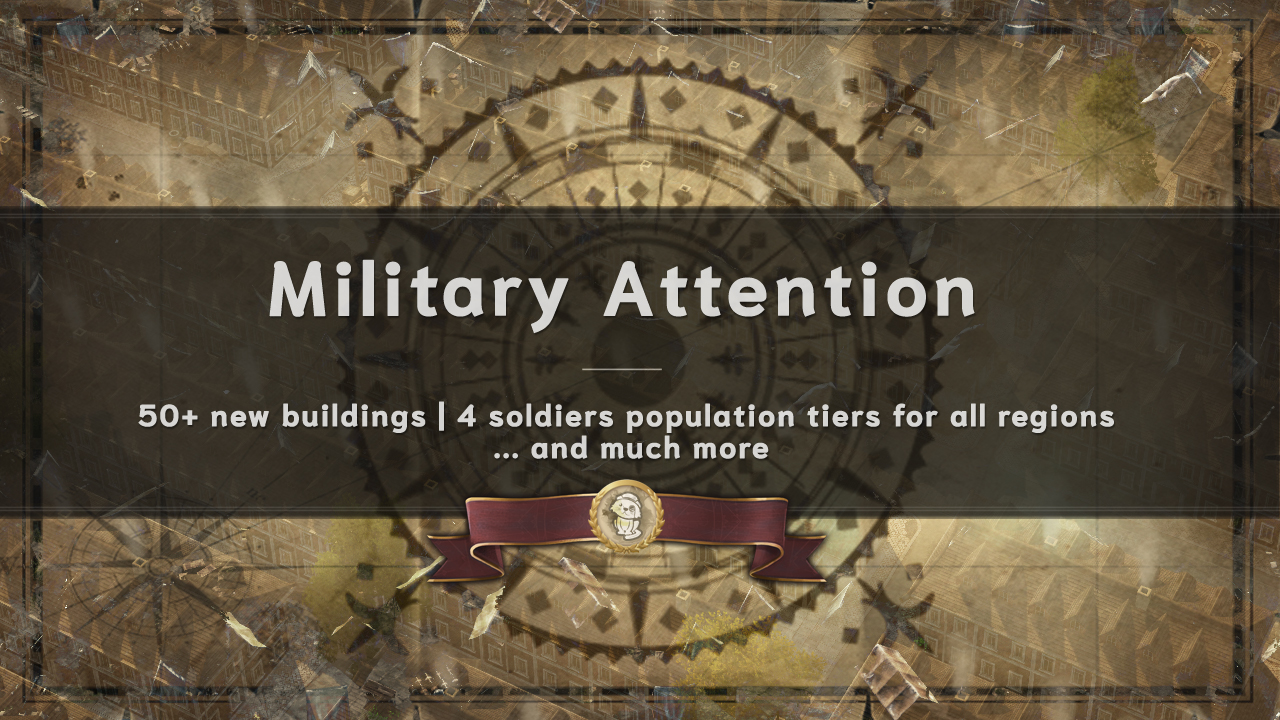 Military Attention
50+ new buildings | 4 soldiers population tiers for all regions
... and much more